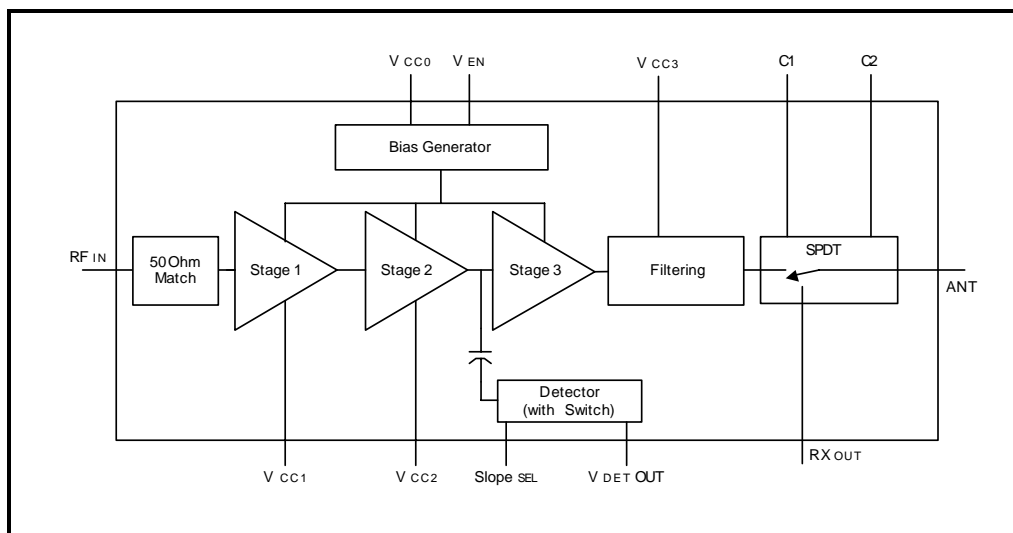 V CC0
V EN
V CC3
C1
C2
Bias Generator
RF IN
50 Ohm
Match
Stage 1
Stage 2
Stage 3
Filtering
SPDT
ANT
Detector
(with Switch)
V CC1
V CC2
Slope SEL
V DET OUT
RX OUT